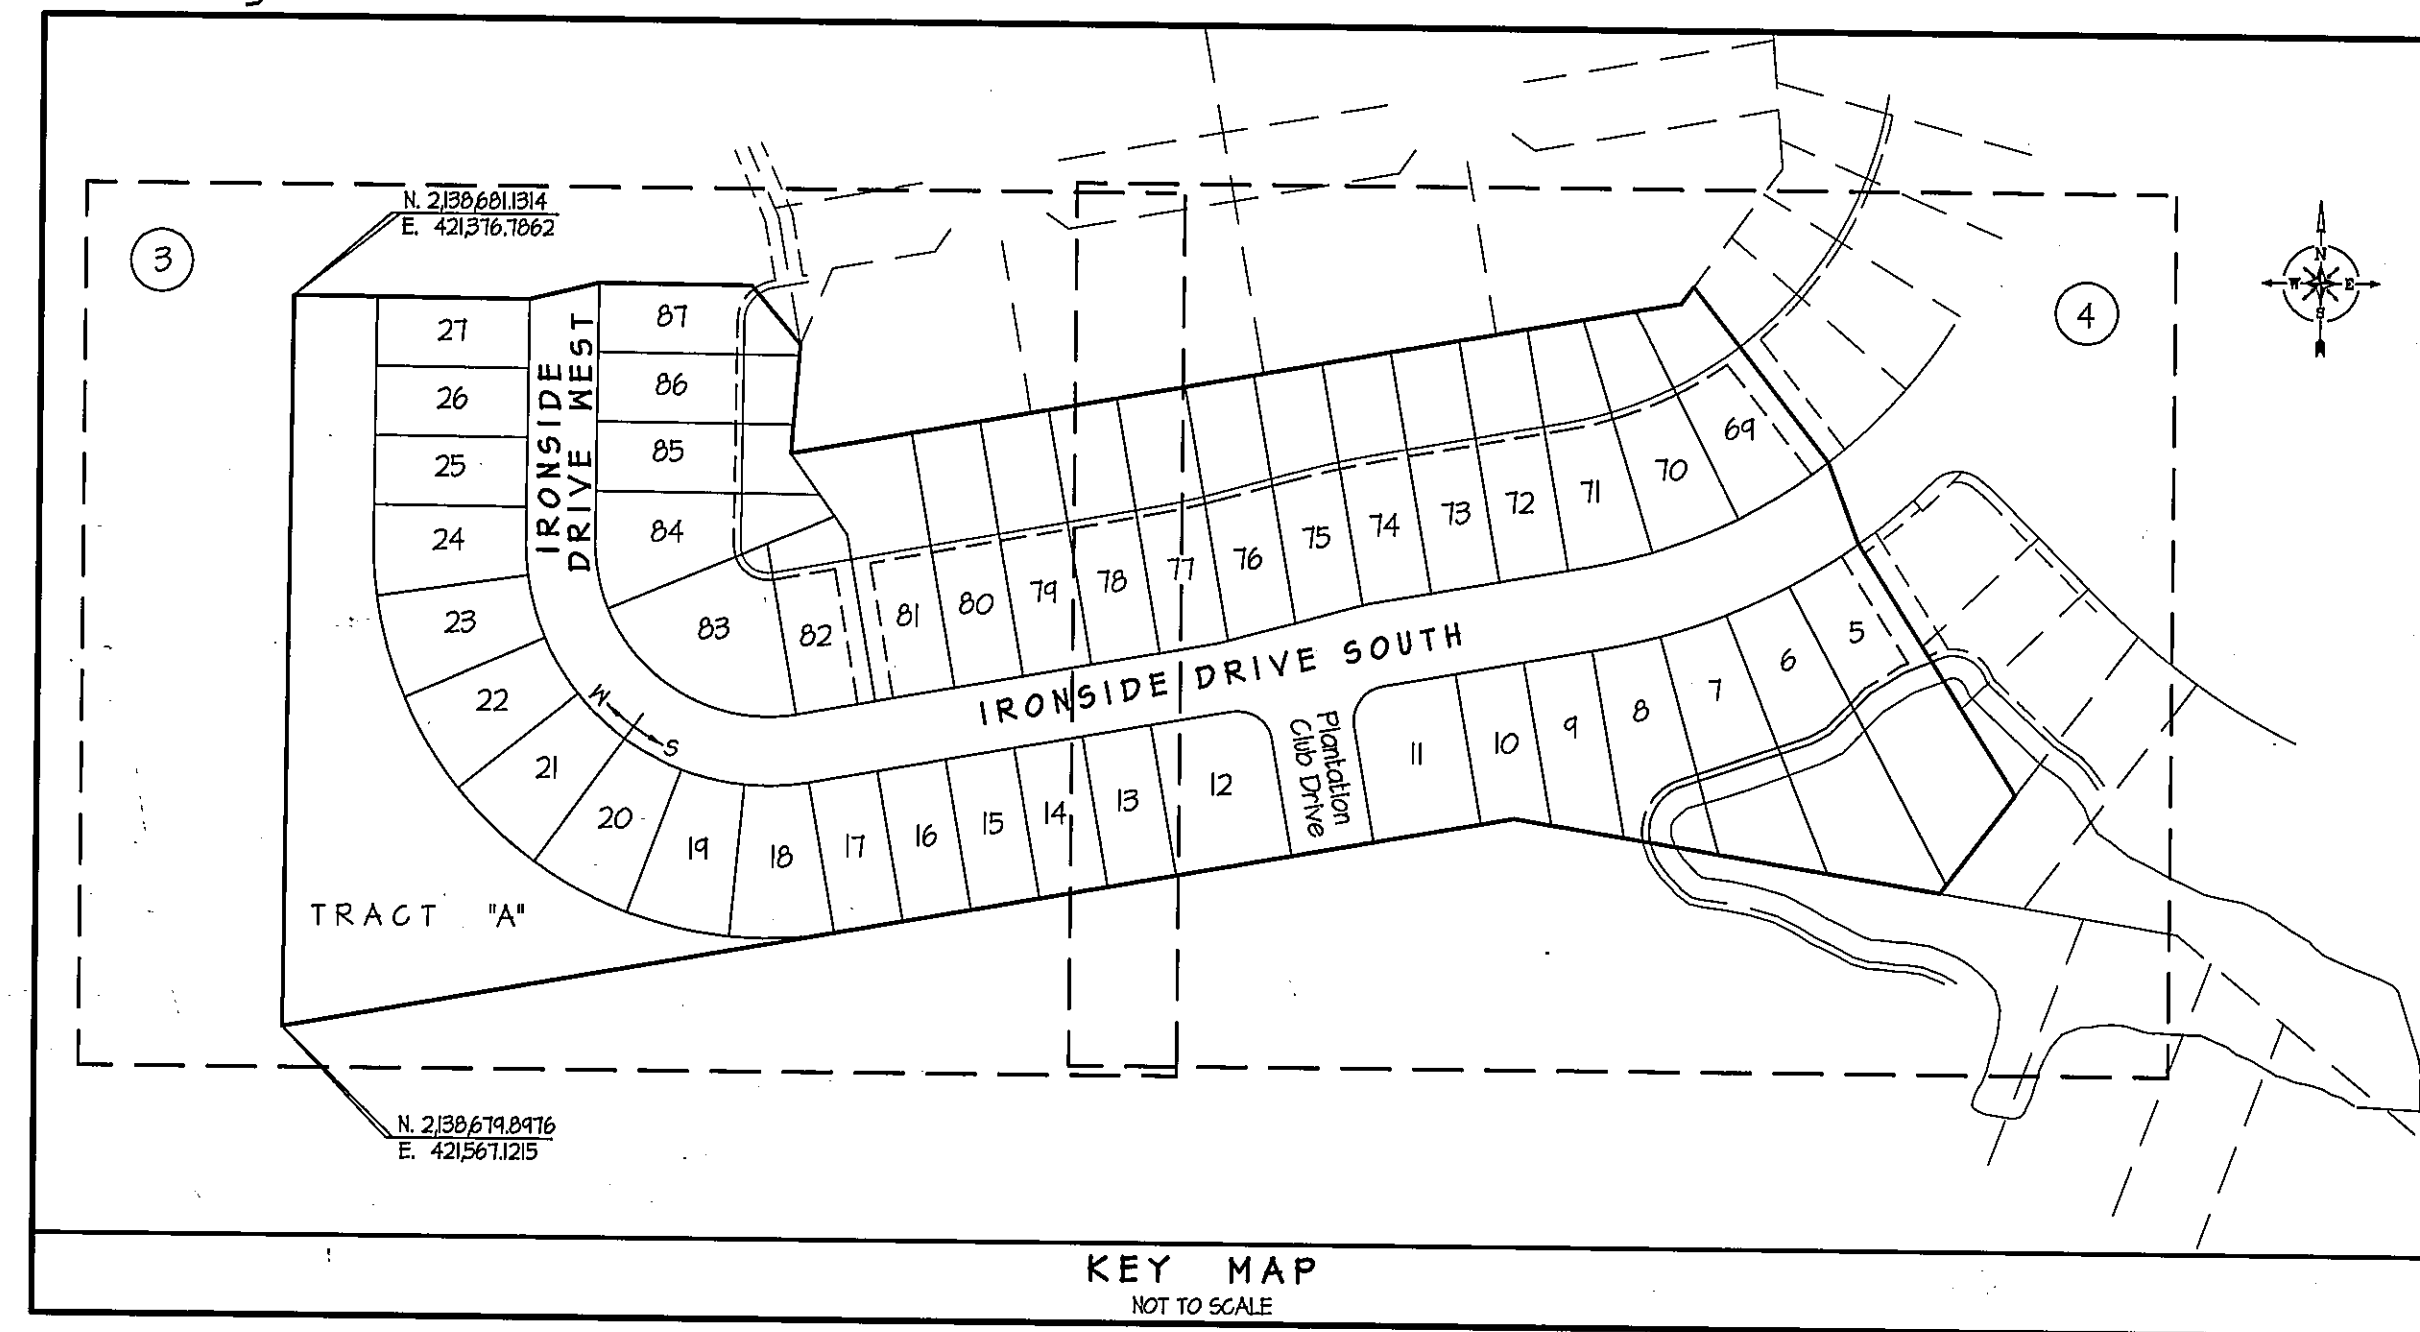 N. 2,138,681.1314
E. 421,376.7862
3
4
N
W E
S
27
26
25
24
23
22
21
20
19
18
17
16
15
14
13
12
11
10
9
8
7
6
5
87
86
85
84
83
82
81
80
79
78
77
76
75
74
73
72
71
70
69
IRONSIDE
DRIVE WEST
W
S
IRONSIDE DRIVE SOUTH
Plantation
Club Drive
TRACT "A"
N. 2,138,679.8976
E. 421,567.1215
KEY MAP
NOT TO SCALE